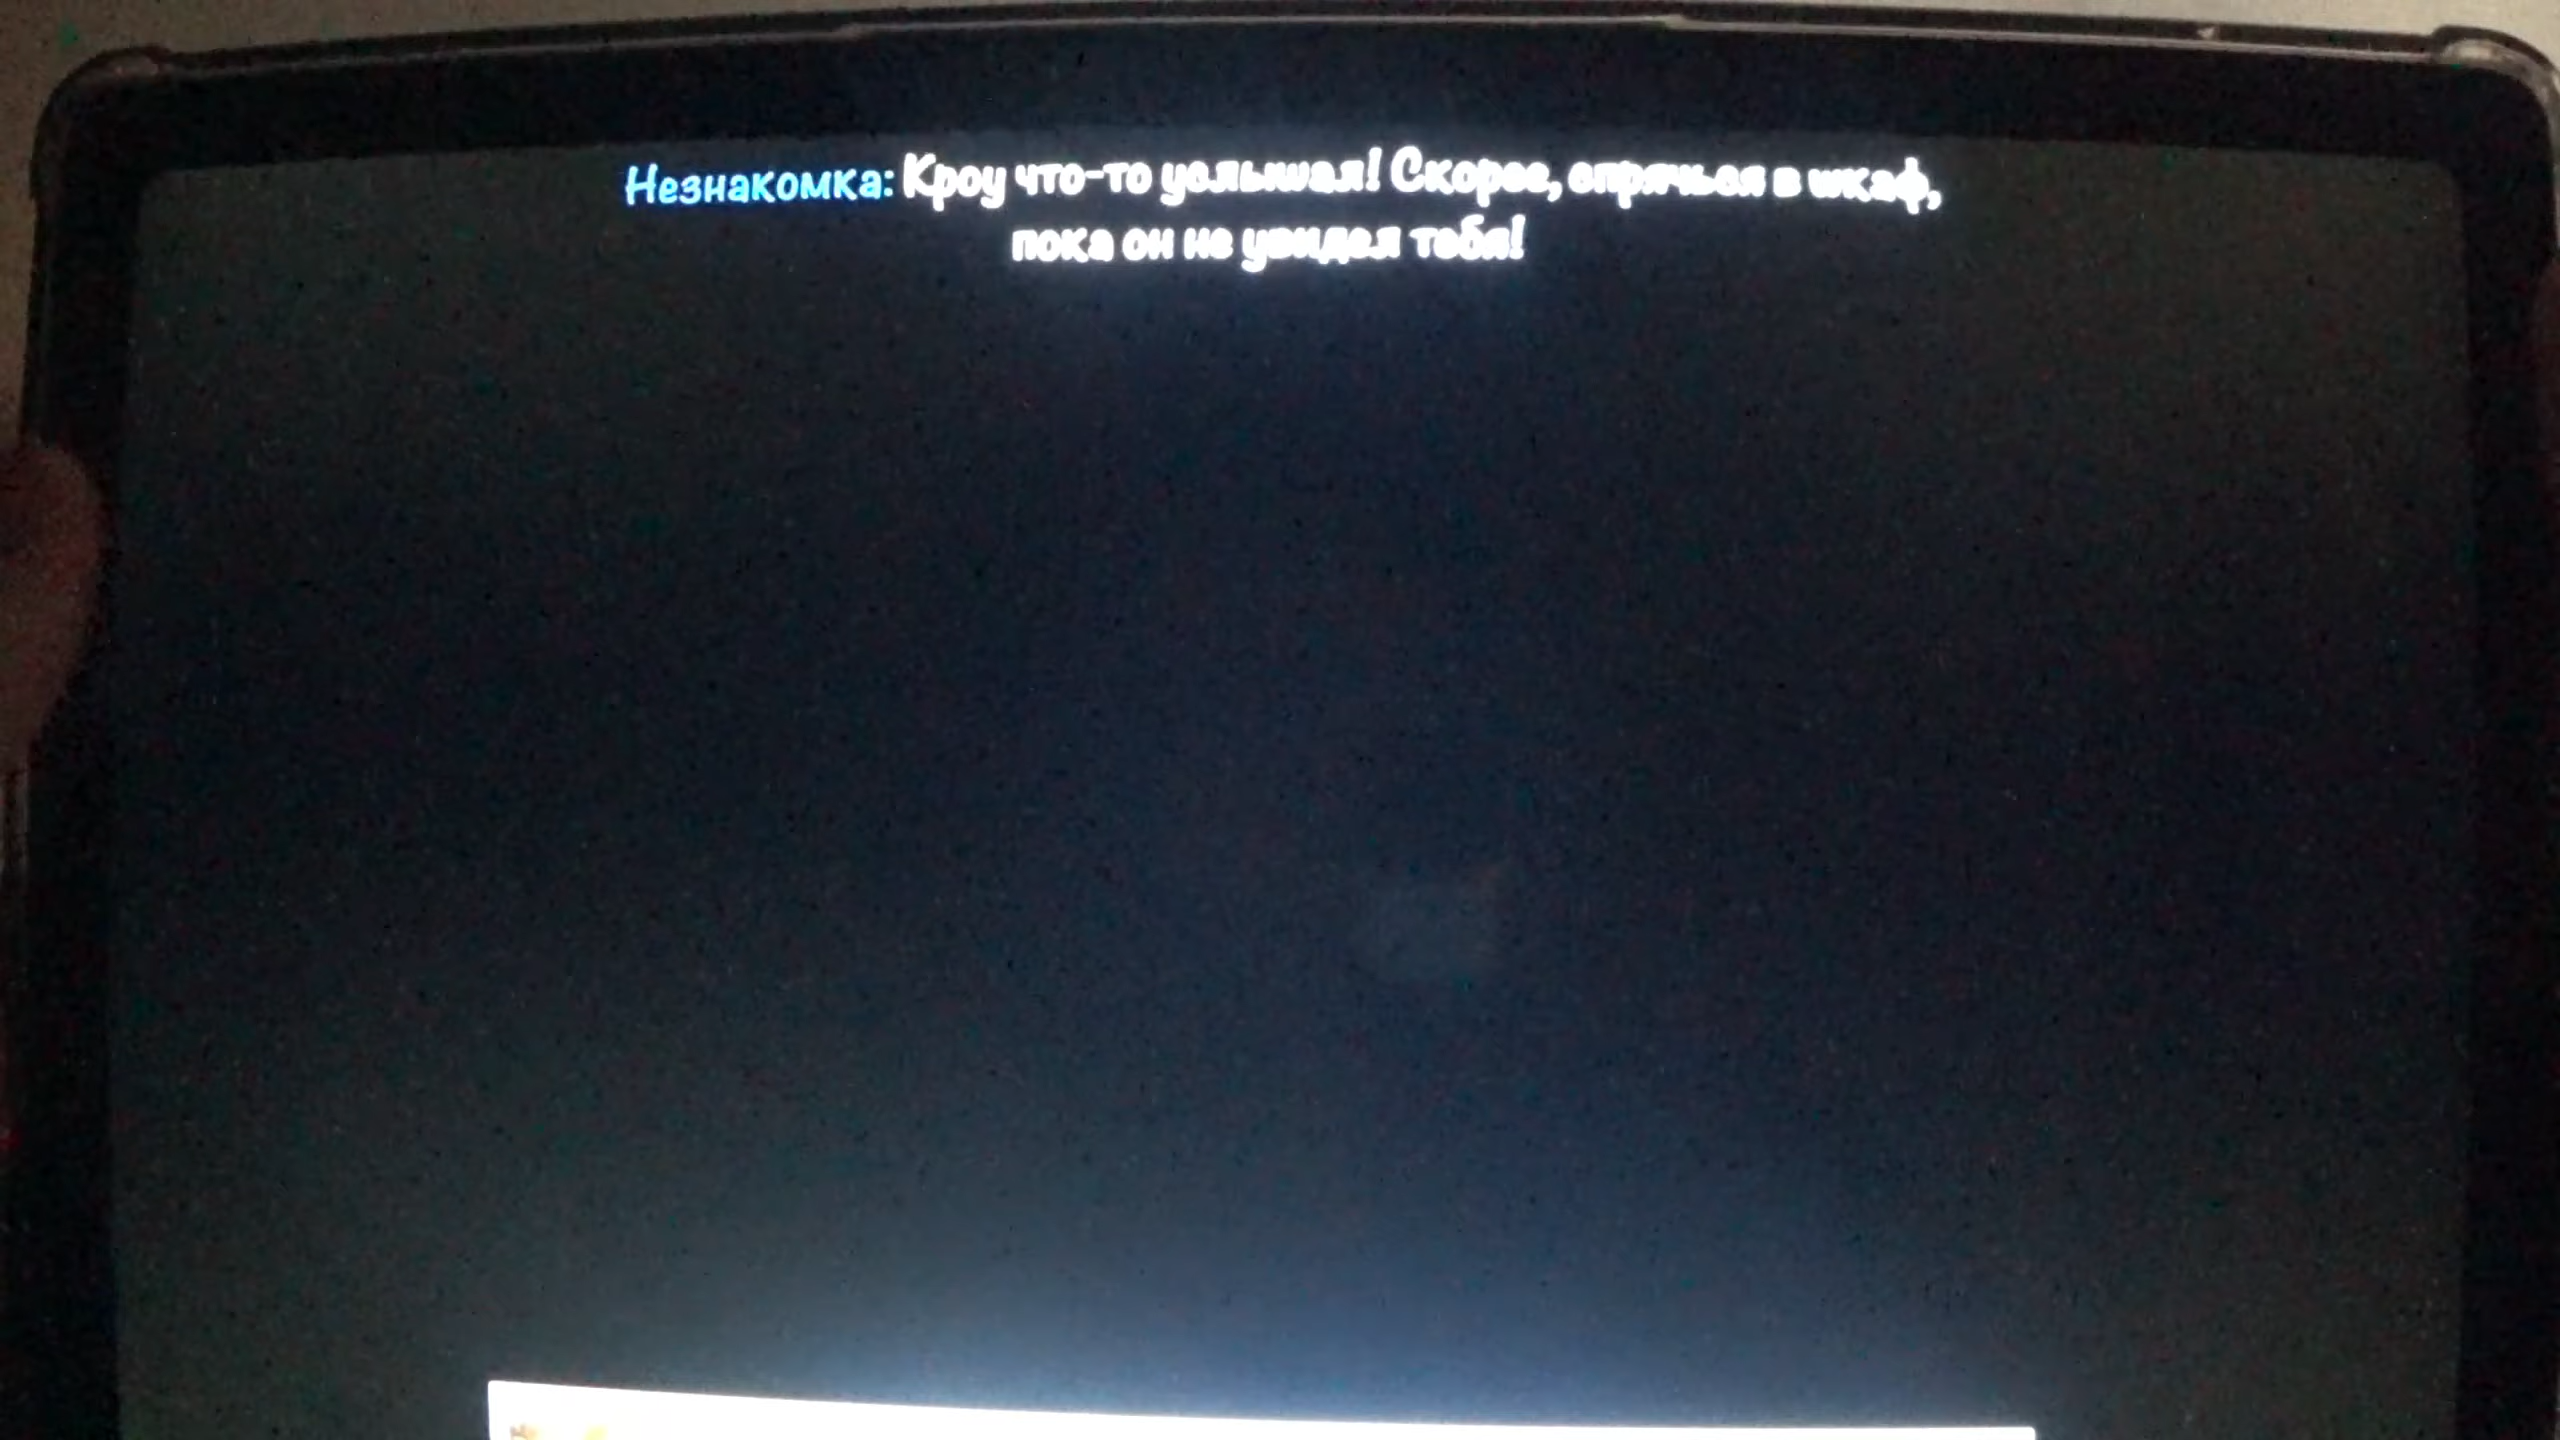 Незнакомка: Кроу что-то услышал! Скорее, спрячься в шкаф,
пока он не увидел тебя!